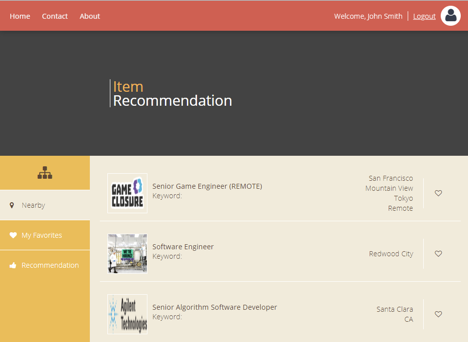 Home Contact About Welcome, John Smith Logout
Item
Recommendation
Nearby
My Favorites
Recommendation
GAME
CLOSURE
Senior Game Engineer (REMOTE)
Keyword:
San Francisco
Mountain View
Tokyo
Remote
Software Engineer
Keyword:
Redwood City
Agilent
Technologies
Senior Algorithm Software Developer
Keyword:
Santa Clara
CA